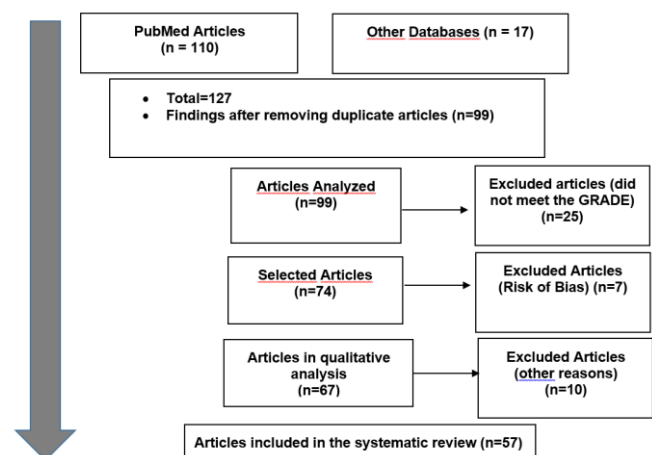 PubMed Articles
(n = 110)
Other Databases (n = 17)
• Total=127
• Findings after removing duplicate articles (n=99)
Articles Analyzed
(n=99)
Excluded articles (did
not meet the GRADE)
(n=25)
Selected Articles
(n=74)
Excluded Articles
(Risk of Bias) (n=7)
Articles in qualitative
analysis
(n=67)
Excluded Articles
(other reasons)
(n=10)
Articles included in the systematic review (n=57)